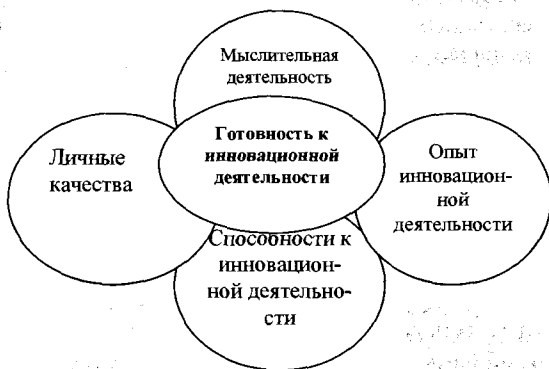 Мыслительная
деятельность
Готовность к
инновационной
деятельности
Личные
качества
Опыт
инновацион-
ной
деятельности
Способности к
инновацион-
ной деятельно-
сти